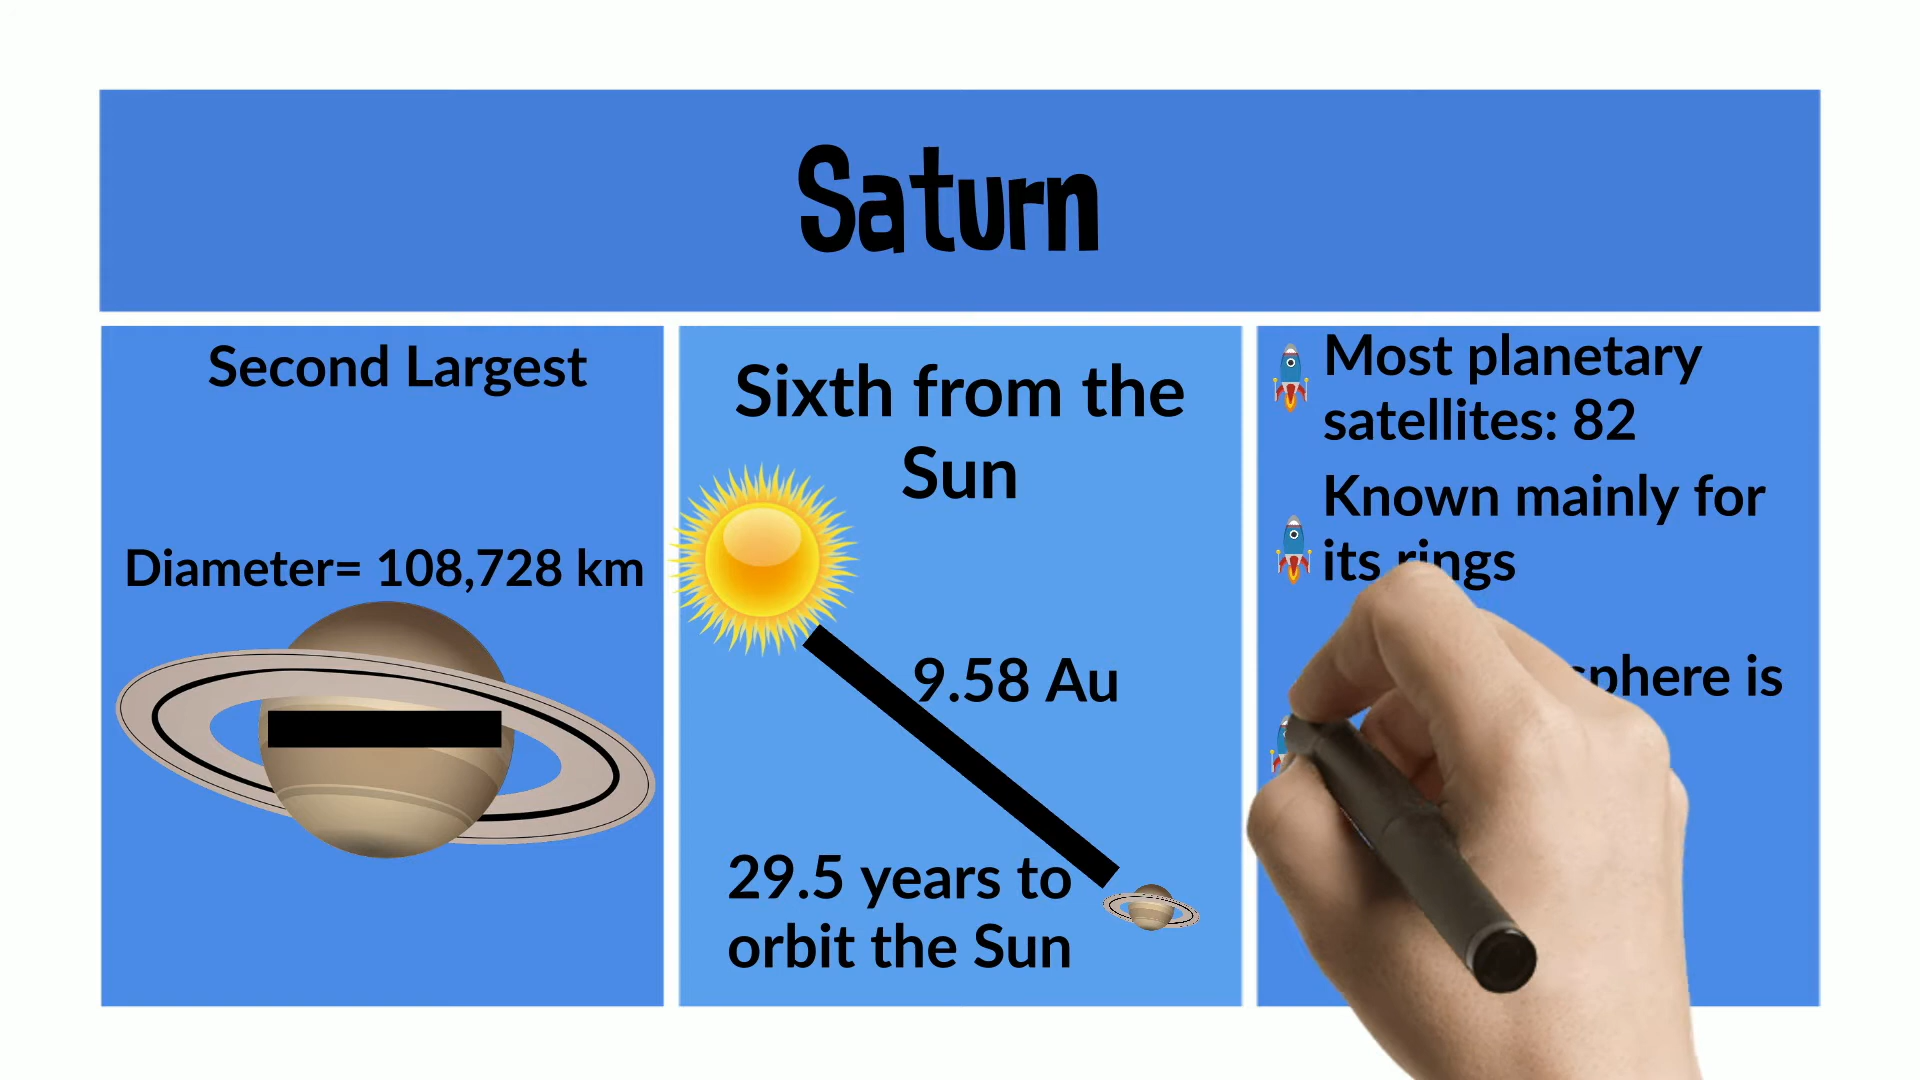 Saturn
Second Largest
Diameter= 108,728 km
Sixth from the
Sun
9.58 Au
29.5 years to
orbit the Sun
Most planetary
satellites: 82
Known mainly for
its rings
is